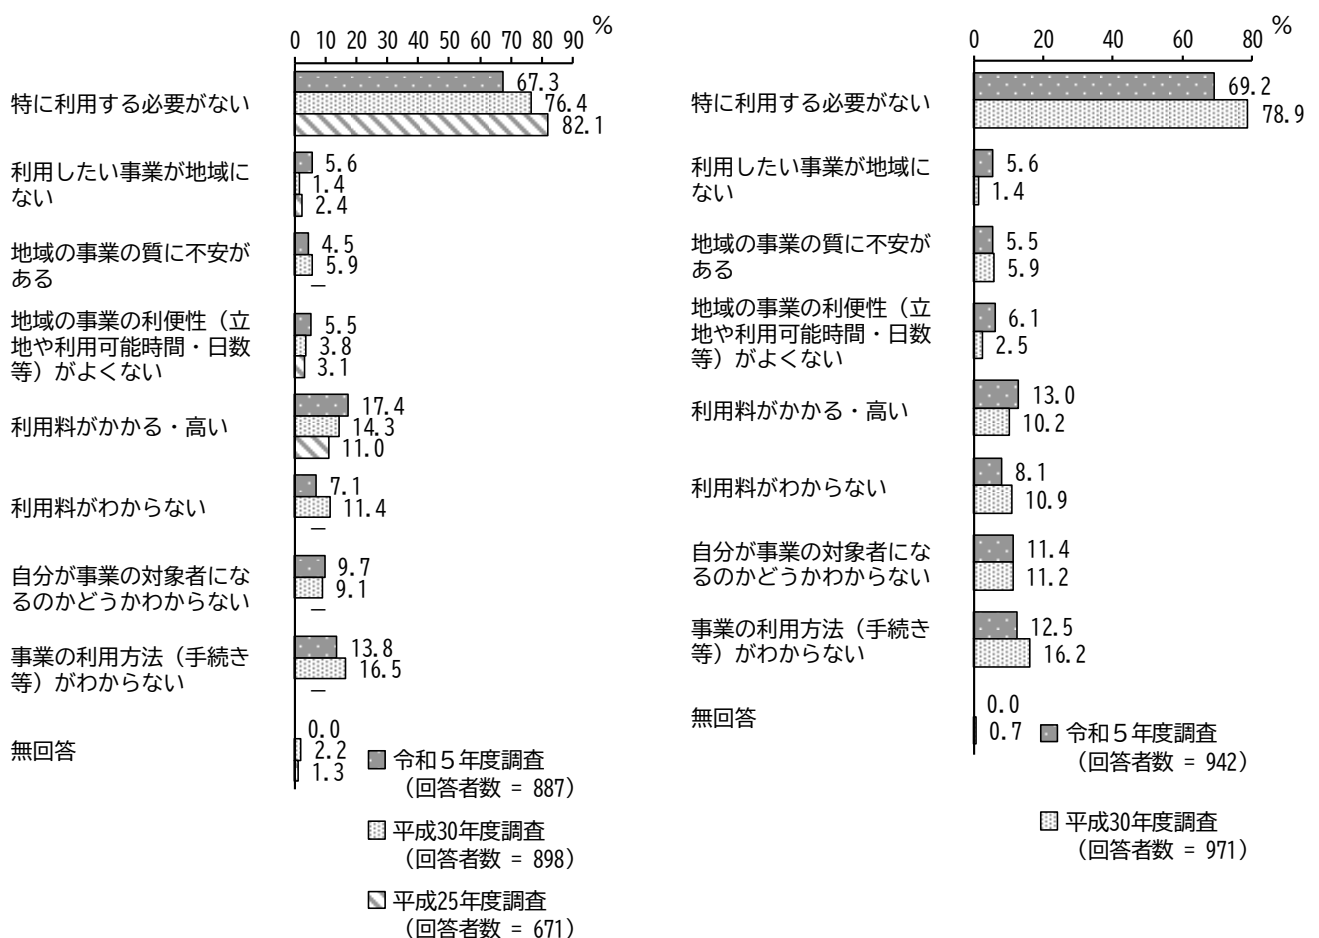 %
0 10 20 30 40 50 60 70 80 90
特に利用する必要がない
67.3
76.4
82.1
利用したい事業が地域に
ない
5.6
1.4
2.4
地域の事業の質に不安が
ある
4.5
5.9
–
地域の事業の利便性（立
地や利用可能時間・日数
等）がよくない
5.5
3.8
3.1
利用料がかかる・高い
17.4
14.3
11.0
利用料がわからない
7.1
11.4
–
自分が事業の対象者にな
るのかどうかわからない
9.7
9.1
–
事業の利用方法（手続き
等）がわからない
13.8
16.5
–
無回答
0.0
2.2
1.3
令和５年度調査
（回答者数 = 887）
平成30年度調査
（回答者数 = 898）
平成25年度調査
（回答者数 = 671）
%
0 20 40 60 80
特に利用する必要がない
69.2
78.9
利用したい事業が地域に
ない
5.6
1.4
地域の事業の質に不安が
ある
5.5
5.9
地域の事業の利便性（立
地や利用可能時間・日数
等）がよくない
6.1
2.5
利用料がかかる・高い
13.0
10.2
利用料がわからない
8.1
10.9
自分が事業の対象者にな
るのかどうかわからない
11.4
11.2
事業の利用方法（手続き
等）がわからない
12.5
16.2
無回答
0.0
0.7
令和５年度調査
（回答者数 = 942）
平成30年度調査
（回答者数 = 971）